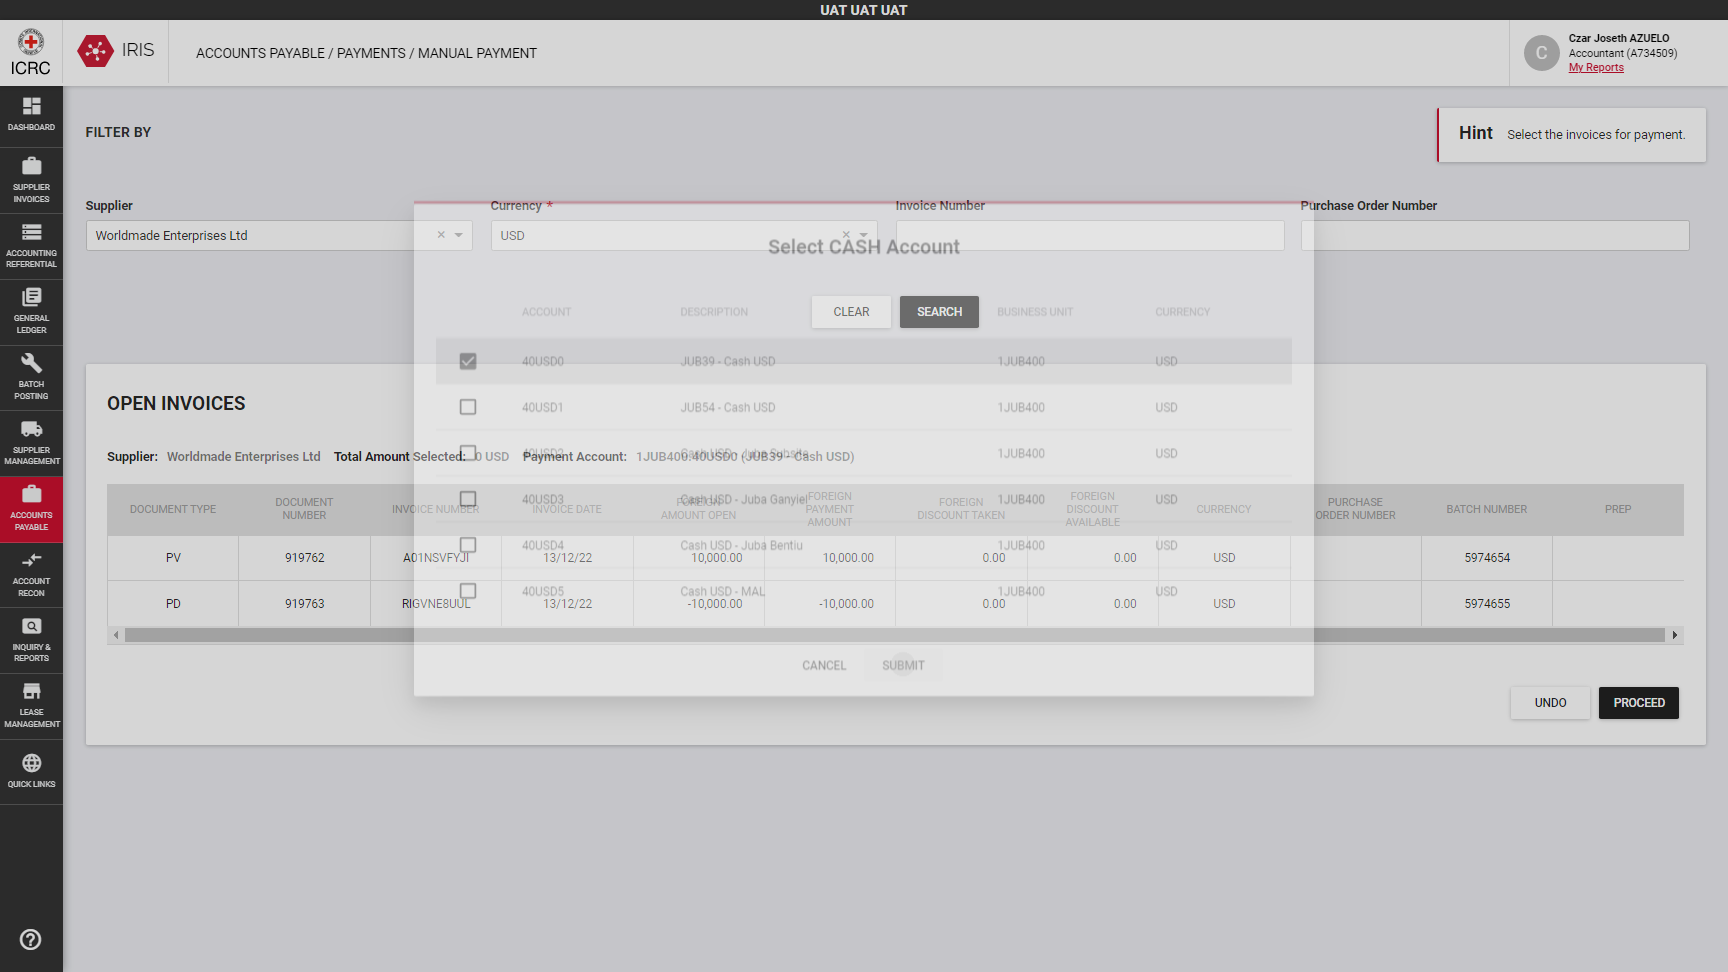 UAT UAT UAT
ICRC
IRIS
ACCOUNTS PAYABLE / PAYMENTS / MANUAL PAYMENT
C
Czar Joseth AZUELO
Accountant (A734509)
My Reports
DASHBOARD
SUPPLIER
INVOICES
ACCOUNTING
REFERENTIAL
GENERAL
LEDGER
BATCH
POSTING
SUPPLIER
MANAGEMENT
ACCOUNTS
PAYABLE
ACCOUNT
RECON
INQUIRY &
REPORTS
LEASE
MANAGEMENT
QUICK LINKS
FILTER BY
Hint Select the invoices for payment.
Supplier
Currency *
Invoice Number
Purchase Order Number
Worldmade Enterprises Ltd
USD
Select CASH Account
ACCOUNT DESCRIPTION BUSINESS UNIT CURRENCY
CLEAR
SEARCH
40USD0 JUB39 - Cash USD 1JUB400 USD
40USD1 JUB54 - Cash USD 1JUB400 USD
Cash USD - Juba 1JUB400 USD
40USD3 Cash USD - Juba Ganyiel 1JUB400 USD
40USD4 Cash USD - Juba Bentiu 1JUB400 USD
40USD5 Cash USD - MAL 1JUB400 USD
CANCEL
SUBMIT
OPEN INVOICES
Supplier: Worldmade Enterprises Ltd Total Amount Selected: 0 USD Payment Account: 1JUB400.40USD0 (JUB39 - Cash USD)
DOCUMENT TYPE
DOCUMENT
NUMBER
INVOICE NUMBER
INVOICE DATE
FOREIGN
AMOUNT OPEN
FOREIGN
PAYMENT
AMOUNT
FOREIGN
DISCOUNT TAKEN
FOREIGN
DISCOUNT
AVAILABLE
CURRENCY
PURCHASE
ORDER NUMBER
BATCH NUMBER
PREP
PV 919762 A01NSVFYJI 13/12/22 10,000.00 10,000.00 0.00 0.00 USD 5974654
PD 919763 RIGVNE8UUL 13/12/22 -10,000.00 -10,000.00 0.00 0.00 USD 5974655
UNDO
PROCEED